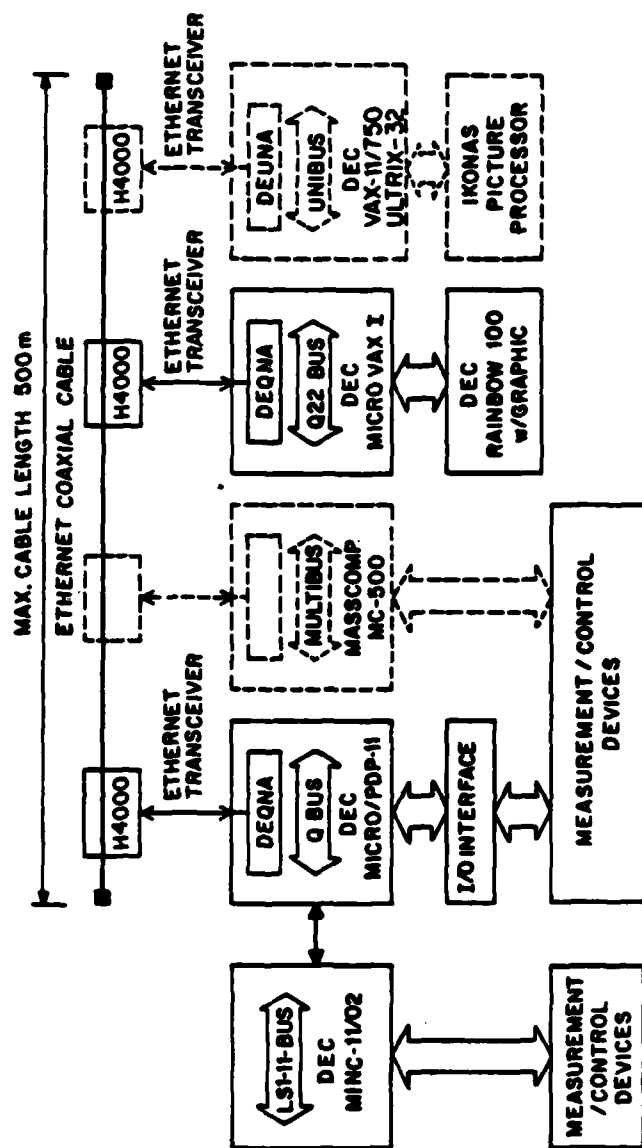 MAX. CABLE LENGTH 500m
ETHERNET COAXIAL CABLE
H4000
H4000
H4000
ETHERNET
TRANSCEIVER
ETHERNET
TRANSCEIVER
ETHERNET
TRANSCEIVER
LS1-11-BUS
DEC
MINC-11/02
DEQNA
Q BUS
DEC
MICRO/PDP-11
MULTIBUS
MASSCOMP
MC-500
DEQNA
Q22 BUS
DEC
MICRO VAX I
DEUNA
UNIBUS
DEC
VAX-11/750
ULTRIX-32
I/O INTERFACE
DEC
RAINBOW 100
w/GRAPHIC
IKONAS
PICTURE
PROCESSOR
MEASUREMENT
/CONTROL
DEVICES
MEASUREMENT/CONTROL
DEVICES